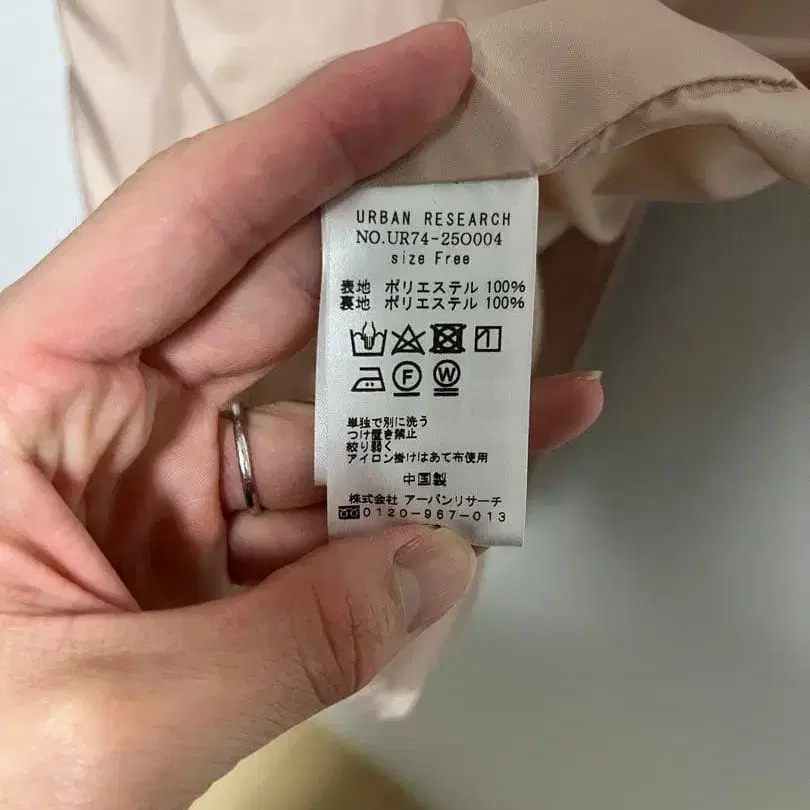 URBAN RESEARCH
NO.UR74-25O004
size Free
表地 ポリエステル 100%
裏地 ポリエステル 100%
F W
単独で別に洗う
つけ置き禁止
絞り弱く
アイロン掛けはあて布使用
中国製
株式会社 アーバンリサーチ
0120-967-013